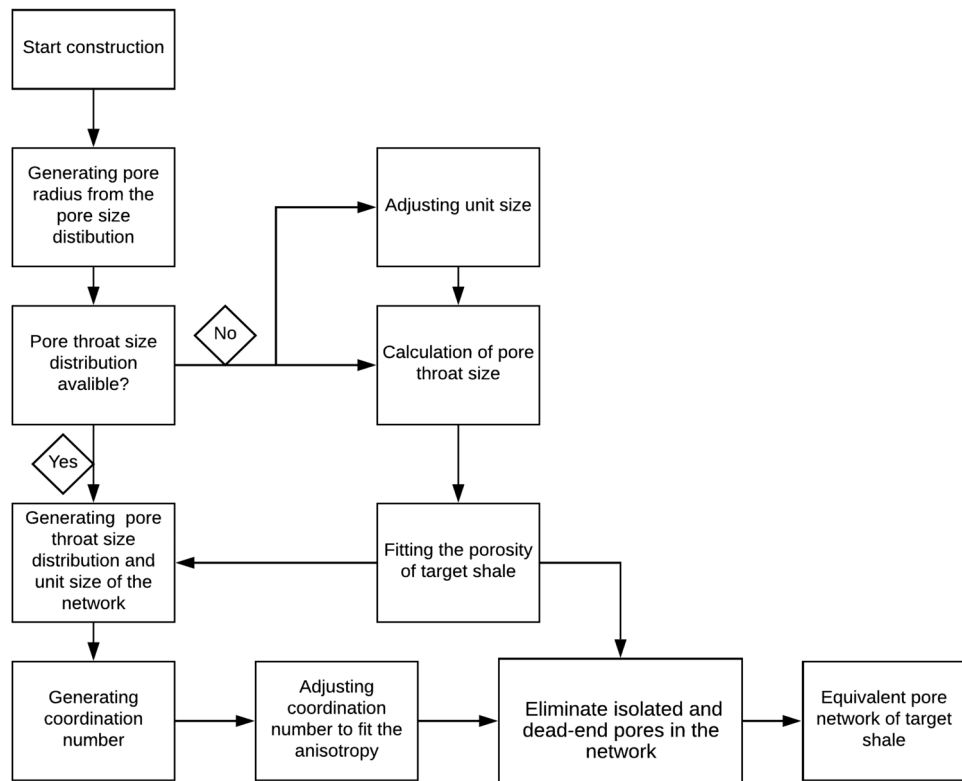 Start construction
Generating pore
radius from the
pore size
distibution
Adjusting unit size
No
Pore throat size
distribution
avalible?
Calculation of pore
throat size
Yes
Generating  pore
throat size
distribution and
unit size of the
network
Fitting the porosity
of target shale
Generating
coordination
number
Adjusting
coordination
number to fit the
anisotropy
Eliminate isolated and
dead-end pores in the
network
Equivalent pore
network of target
shale